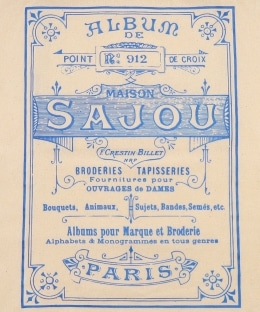 ALBUM
DE
POINT Nº 912 DE CROIX
MAISON
SAJOU
F. CRESTIN-BILLET
BRODERIES TAPISSERIES
Fournitures pour
OUVRAGES de DAMES
Bouquets, Animaux, Sujets, Bandes, Semés, etc.
Albums pour Marque et Broderie
Alphabets & Monogrammes en tous genres
PARIS